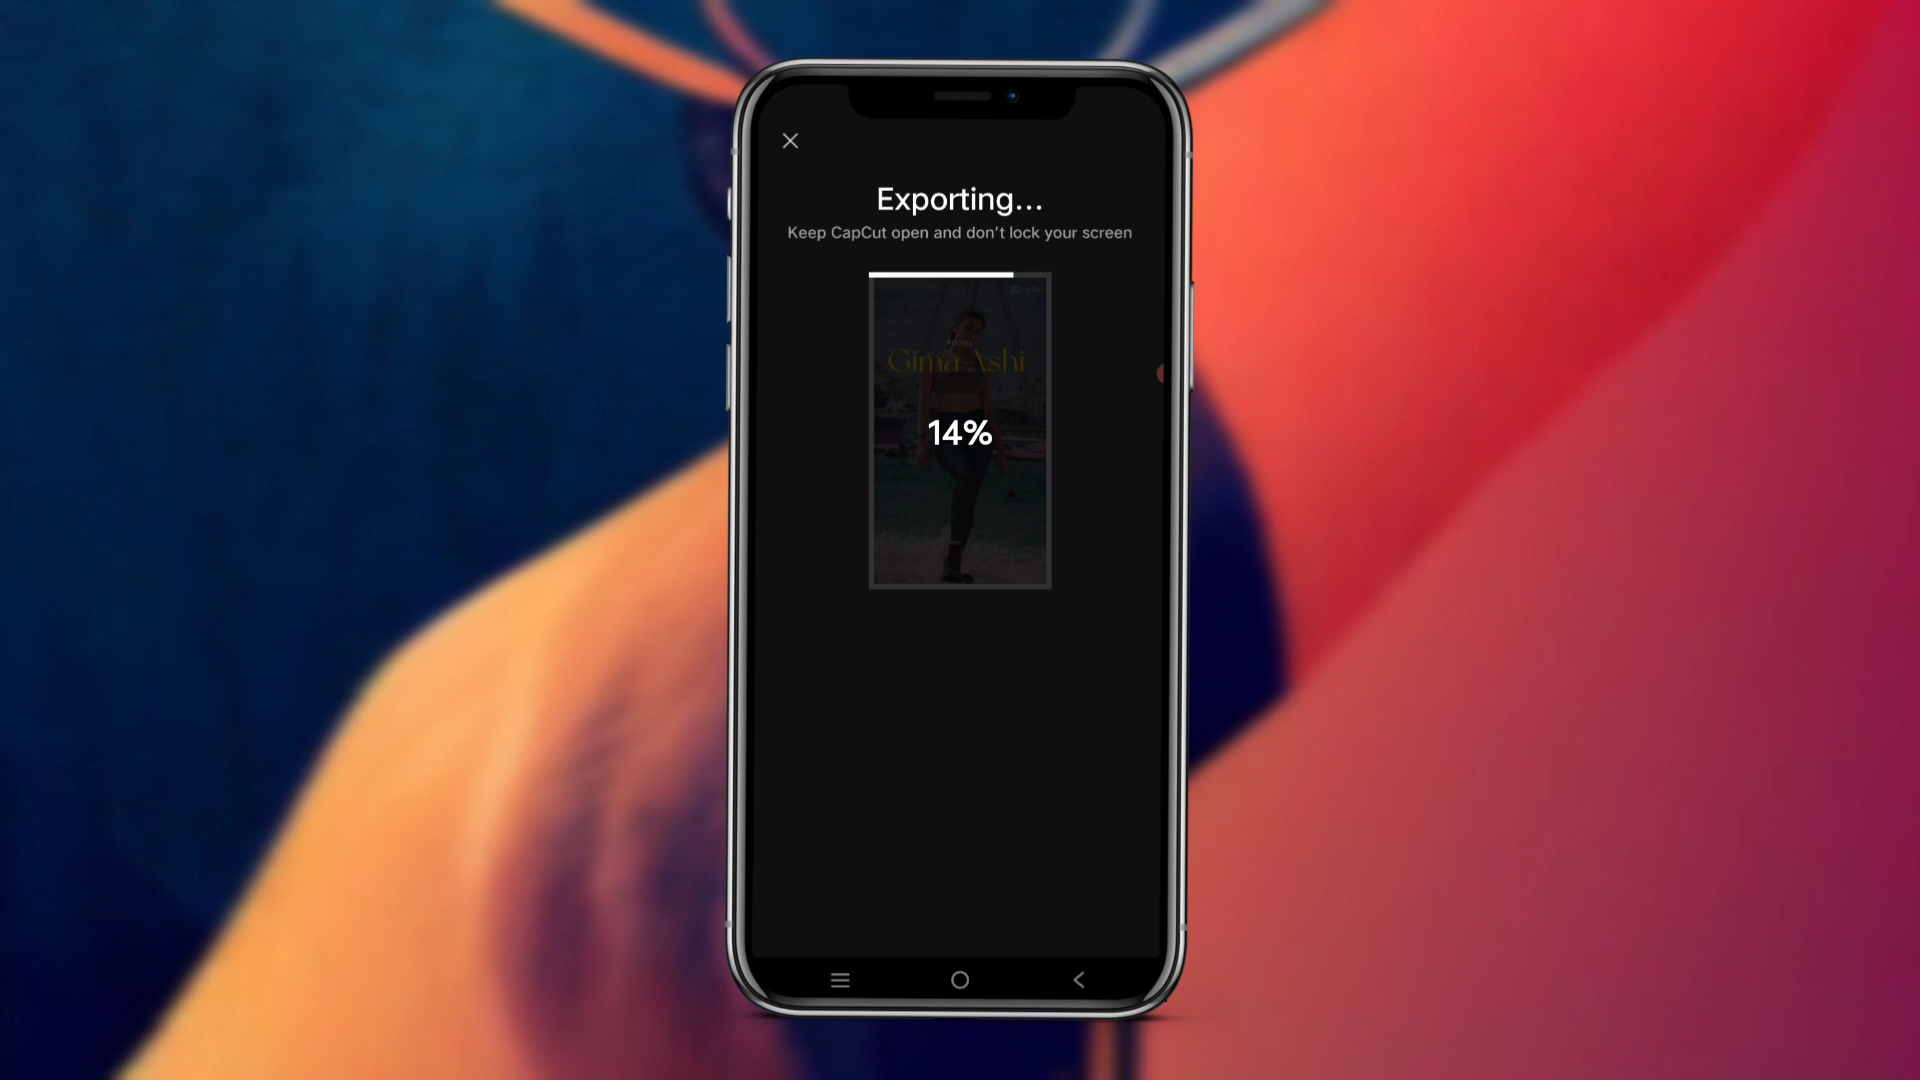 Exporting...
Keep CapCut open and don't lock your screen
Gima Ashi
14%